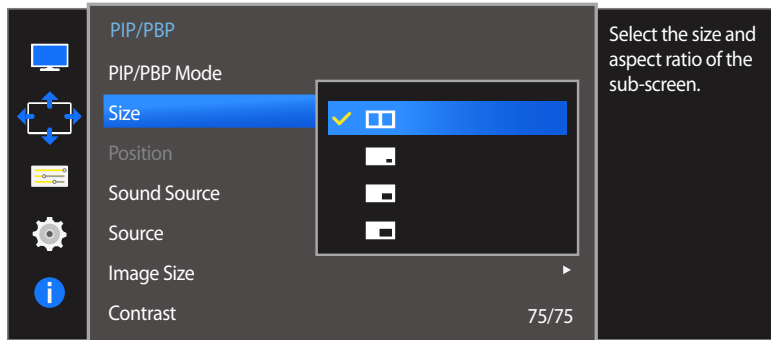 PIP/PBP
PIP/PBP Mode
Size
Position
Sound Source
Source
Image Size
Contrast 75/75
Select the size and
aspect ratio of the
sub-screen.